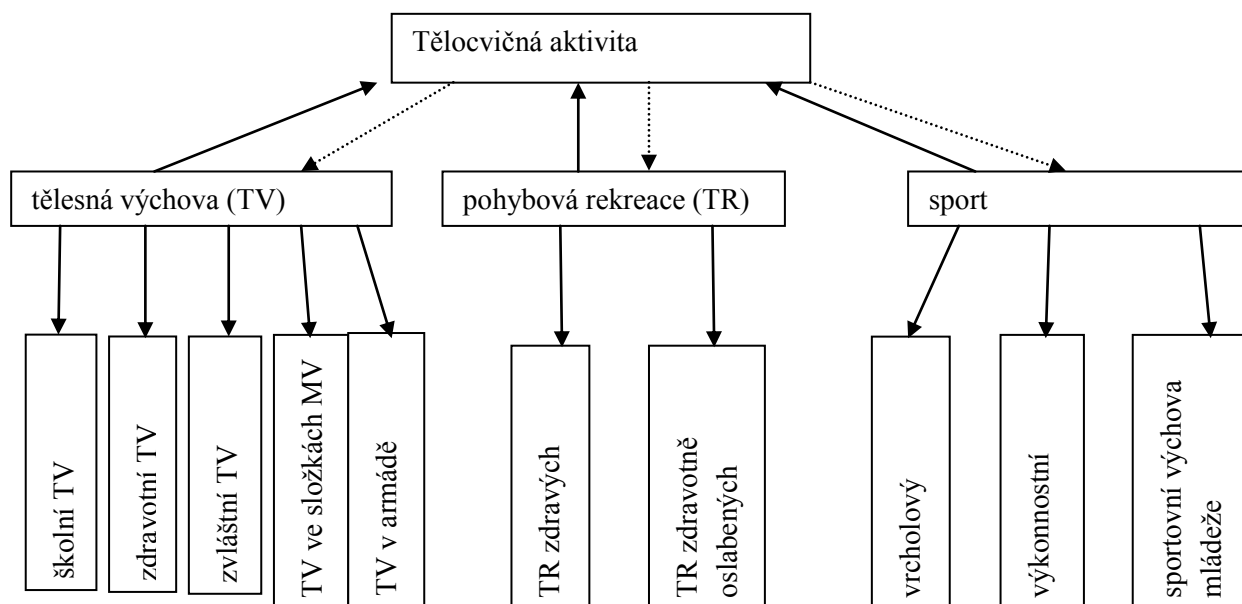 Tělocvičná aktivita
tělesná výchova (TV)
pohybová rekreace (TR)
sport
školní TV
zdravotní TV
zvláštní TV
TV ve složkách MV
TV v armádě
TR zdravých
TR zdravotně
oslabených
vrcholový
výkonnostní
sportovní výchova
mládeže